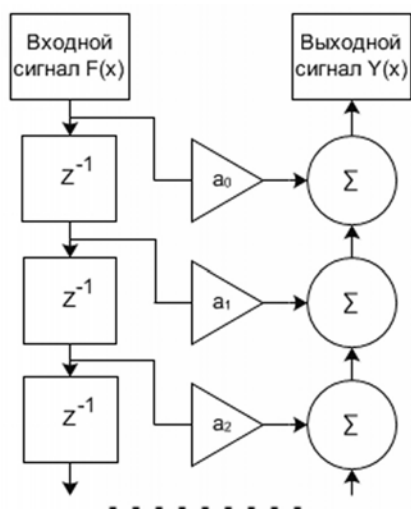 Входной
сигнал F(x)
Выходной
сигнал Y(x)
Z⁻¹
a₀
Σ
Z⁻¹
a₁
Σ
Z⁻¹
a₂
Σ